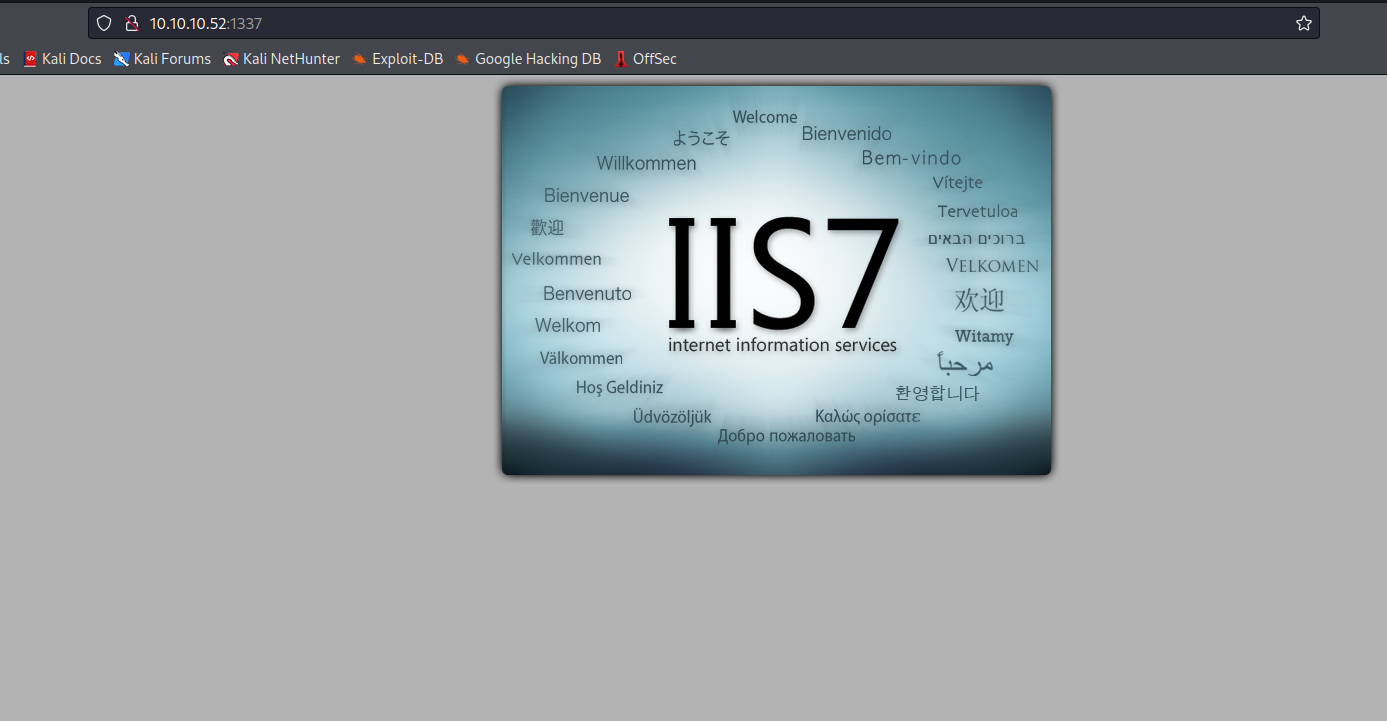 10.10.10.52:1337
ls Kali Docs Kali Forums Kali NetHunter Exploit-DB Google Hacking DB OffSec
Welcome
ようこそ
Bienvenido
Willkommen
Bem-vindo
Vítejte
Bienvenue
Tervetuloa
歡迎
ברוכים הבאים
Velkommen
VELKOMEN
Benvenuto
欢迎
IIS7
Welkom
Witamy
internet information services
Välkommen
مرحباً
Hoş Geldiniz
환영합니다
Üdvözöljük
Καλώς ορίσατε
Добро пожаловать